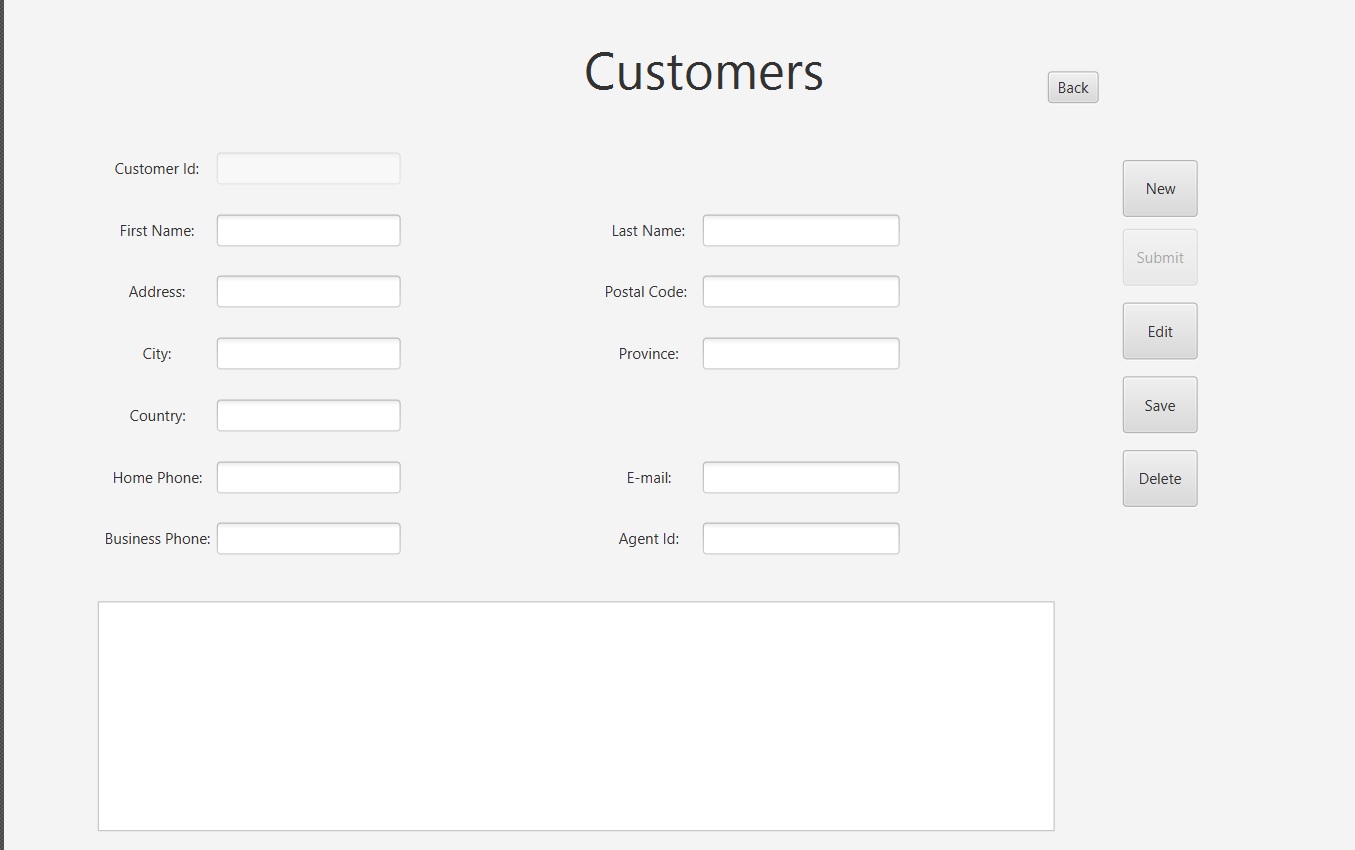 Customers
Back
Customer Id:
New
First Name:
Last Name:
Submit
Address:
Postal Code:
Edit
City:
Province:
Save
Country:
Home Phone:
E-mail:
Delete
Business Phone:
Agent Id: